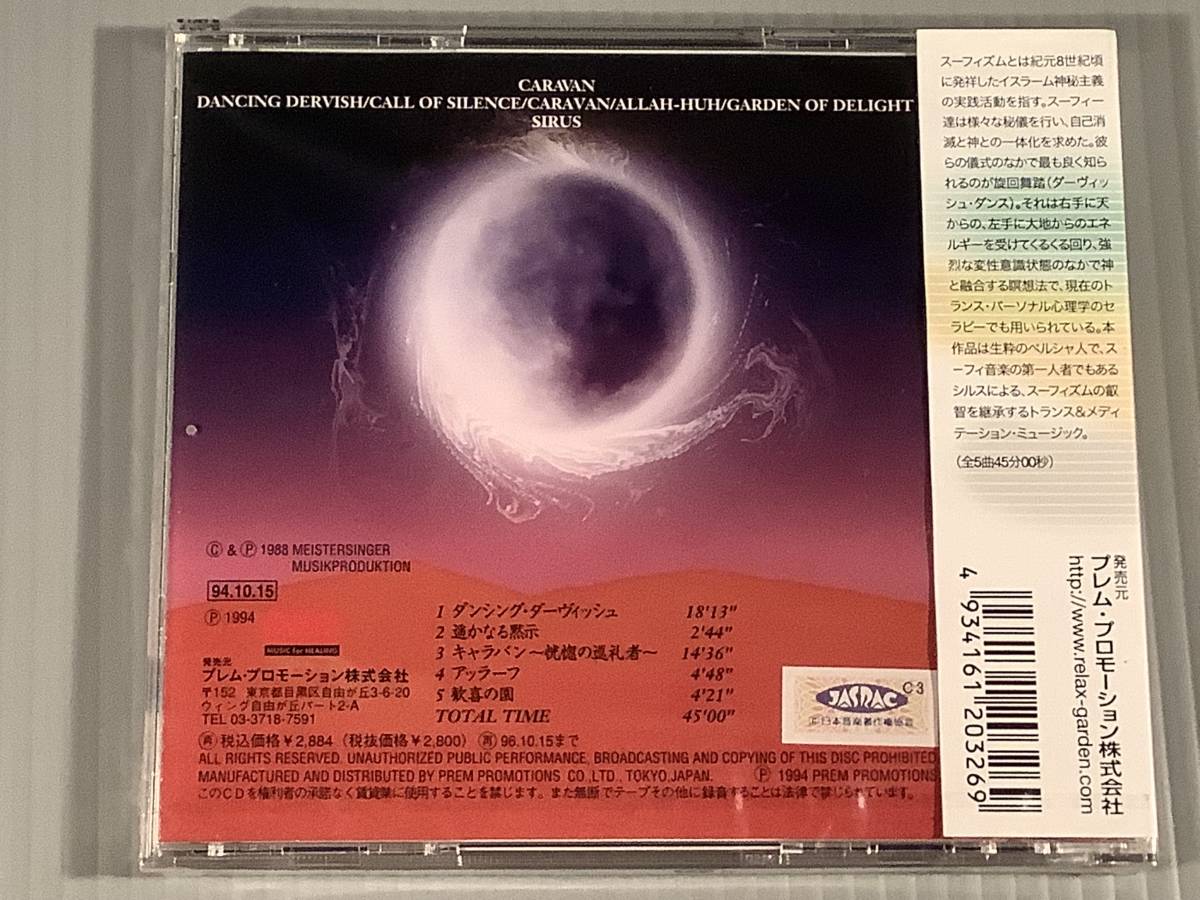 CARAVAN
DANCING DERVISH/CALL OF SILENCE/CARAVAN/ALLAH-HUH/GARDEN OF DELIGHT
SIRUS
Ⓒ & Ⓟ 1988 MEISTERSINGER
MUSIKPRODUKTION
94.10.15
Ⓟ 1994
MUSIC for HEALING
発売元
プレム・プロモーション株式会社
〒152 東京都目黒区自由が丘3-6-20
ウィング自由が丘パート2-A
TEL 03-3718-7591
1 ダンシング・ダーヴィッシュ 18'13"
2 遥かなる黙示 2'44"
3 キャラバン〜恍惚の巡礼者〜 14'36"
4 アッラーフ 4'48"
5 歓喜の園 4'21"
TOTAL TIME 45'00"
㊢税込価格¥2,884(税抜価格¥2,800) ㊢96.10.15まで
ALL RIGHTS RESERVED. UNAUTHORIZED PUBLIC PERFORMANCE, BROADCASTING AND COPYING OF THIS DISC PROHIBITED
MANUFACTURED AND DISTRIBUTED BY PREM PROMOTIONS CO.,LTD., TOKYO,JAPAN. Ⓟ 1994 PREM PROMOTIONS
このCDを権利者の承諾なく賃貸業に使用することを禁じます。また無断でテープその他に録音することは法律で禁じられています。
JASRAC
C3
スーフィズムとは紀元8世紀頃
に発祥したイスラーム神秘主義
の実践活動を指す。スーフィー
達は様々な秘儀を行い、自己消
滅と神との一体化を求めた。彼
らの儀式のなかで最も良く知ら
れるのが旋回舞踏(ダーヴィッ
シュ・ダンス)。それは右手に天
からの、左手に大地からのエネ
ルギーを受けてくるくる回り、強
烈な変性意識状態のなかで神
と融合する瞑想法で、現在のト
ランス・パーソナル心理学のセ
ラピーでも用いられている。本
作品は生粋のペルシャ人で、ス
ーフィ音楽の第一人者でもある
シルスによる、スーフィズムの叡
智を継承するトランス&メディ
テーション・ミュージック。
(全5曲45分00秒)
発売元
プレム・プロモーション株式会社
http://www.relax-garden.com
4 934161 203269